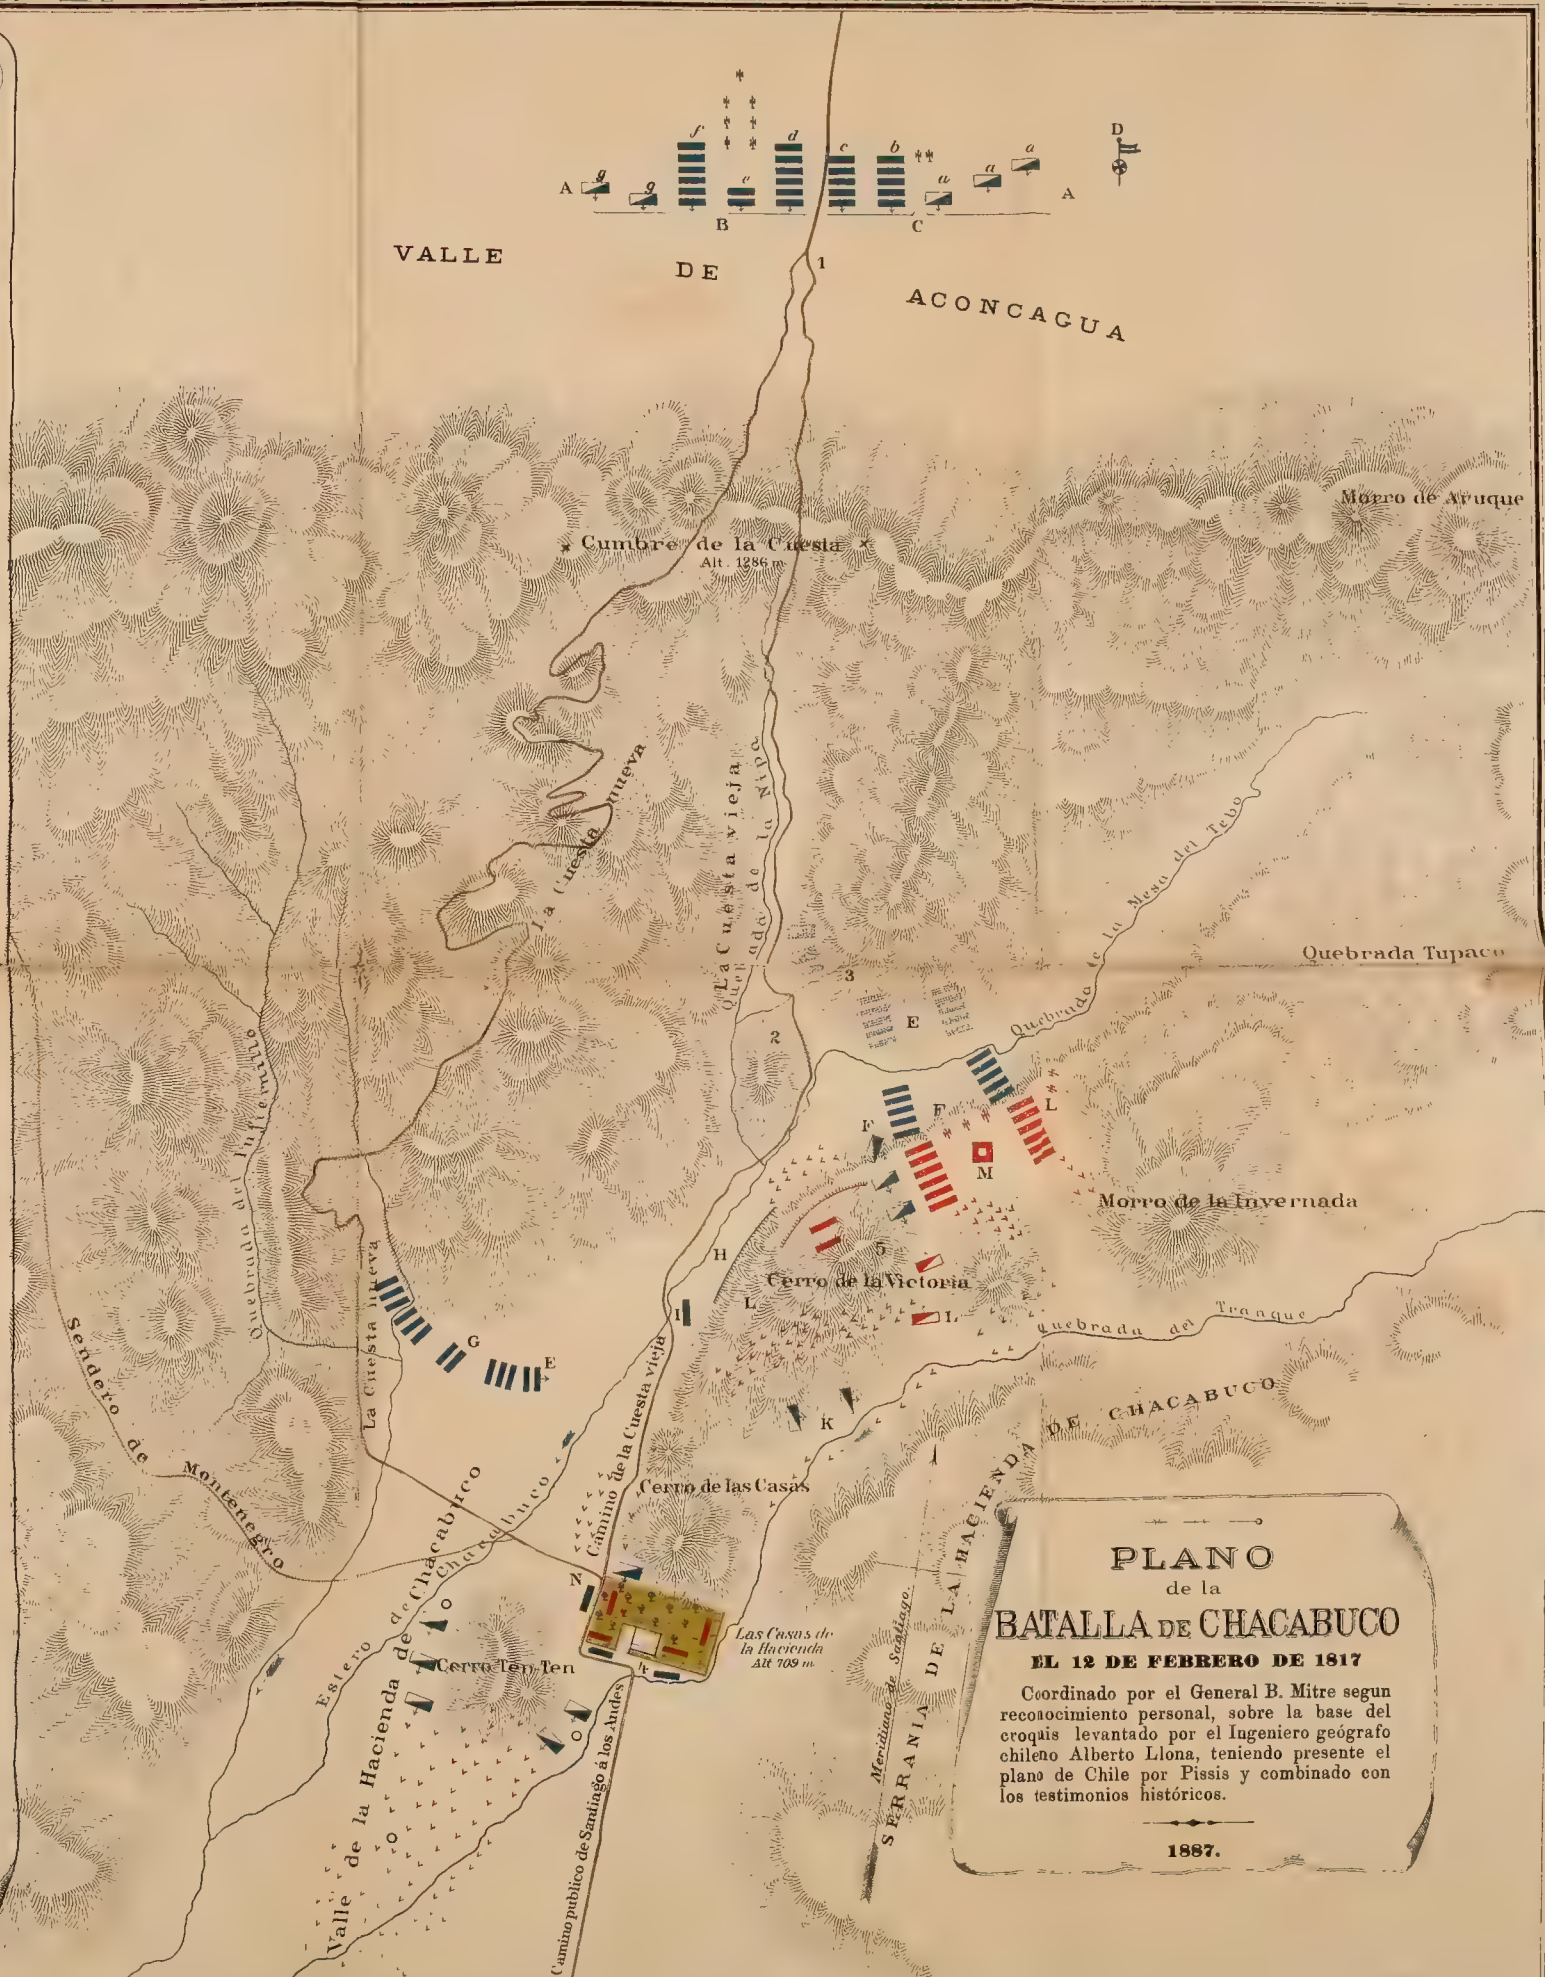 D
f
d
c
b
a
a
a
g
g
e
A
A
B
C
VALLE
DE
ACONCAGUA
1
Morro de Aruque
Cumbre de la Cuesta
Alt. 1286 m
La Cuesta nueva
La Cuesta vieja
Quebrada de la Nipa
Quebrada de la Mesa del Tebo
Quebrada Tupaco
3
E
2
Quebrada del Infiernillo
F
F
L
M
Morro de la Invernada
H
5
Cerro de la Victoria
L
L
I
Quebrada del Tranque
La Cuesta nueva
G
E
K
Sendero de Montenegro
Camino de la Cuesta vieja
Cerro de las Casas
SERRANIA DE LA HACIENDA DE CHACABUCO
Meridiano de Santiago
N
Estero de Chacabuco
Las Casas de
la Hacienda
Alt 709 m
O
Cerro Ten-Ten
4
O
O
Valle de la Hacienda de Chacabuco
Camino publico de Santiago á los Andes
PLANO
de la
BATALLA DE CHACABUCO
EL 12 DE FEBRERO DE 1817
Coordinado por el General B. Mitre segun
reconocimiento personal, sobre la base del
croquis levantado por el Ingeniero geógrafo
chileno Alberto Llona, teniendo presente el
plano de Chile por Pissis y combinado con
los testimonios históricos.
1887.